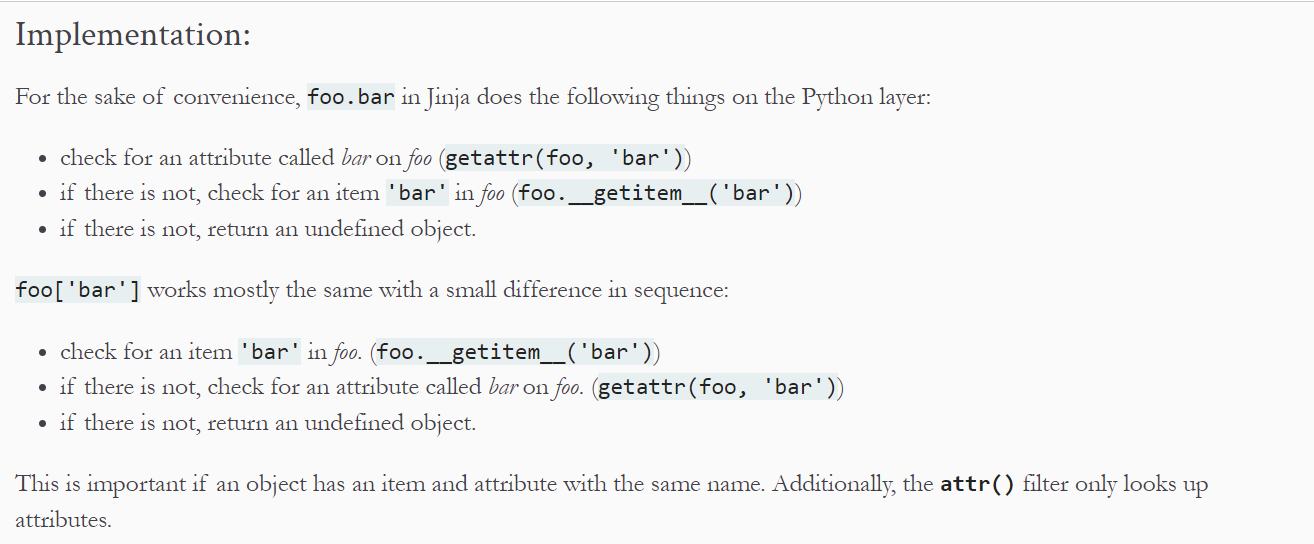 Implementation:
For the sake of convenience, foo.bar in Jinja does the following things on the Python layer:
• check for an attribute called bar on foo (getattr(foo, 'bar'))
• if there is not, check for an item 'bar' in foo (foo.__getitem__('bar'))
• if there is not, return an undefined object.
foo['bar'] works mostly the same with a small difference in sequence:
• check for an item 'bar' in foo. (foo.__getitem__('bar'))
• if there is not, check for an attribute called bar on foo. (getattr(foo, 'bar'))
• if there is not, return an undefined object.
This is important if an object has an item and attribute with the same name. Additionally, the attr() filter only looks up
attributes.